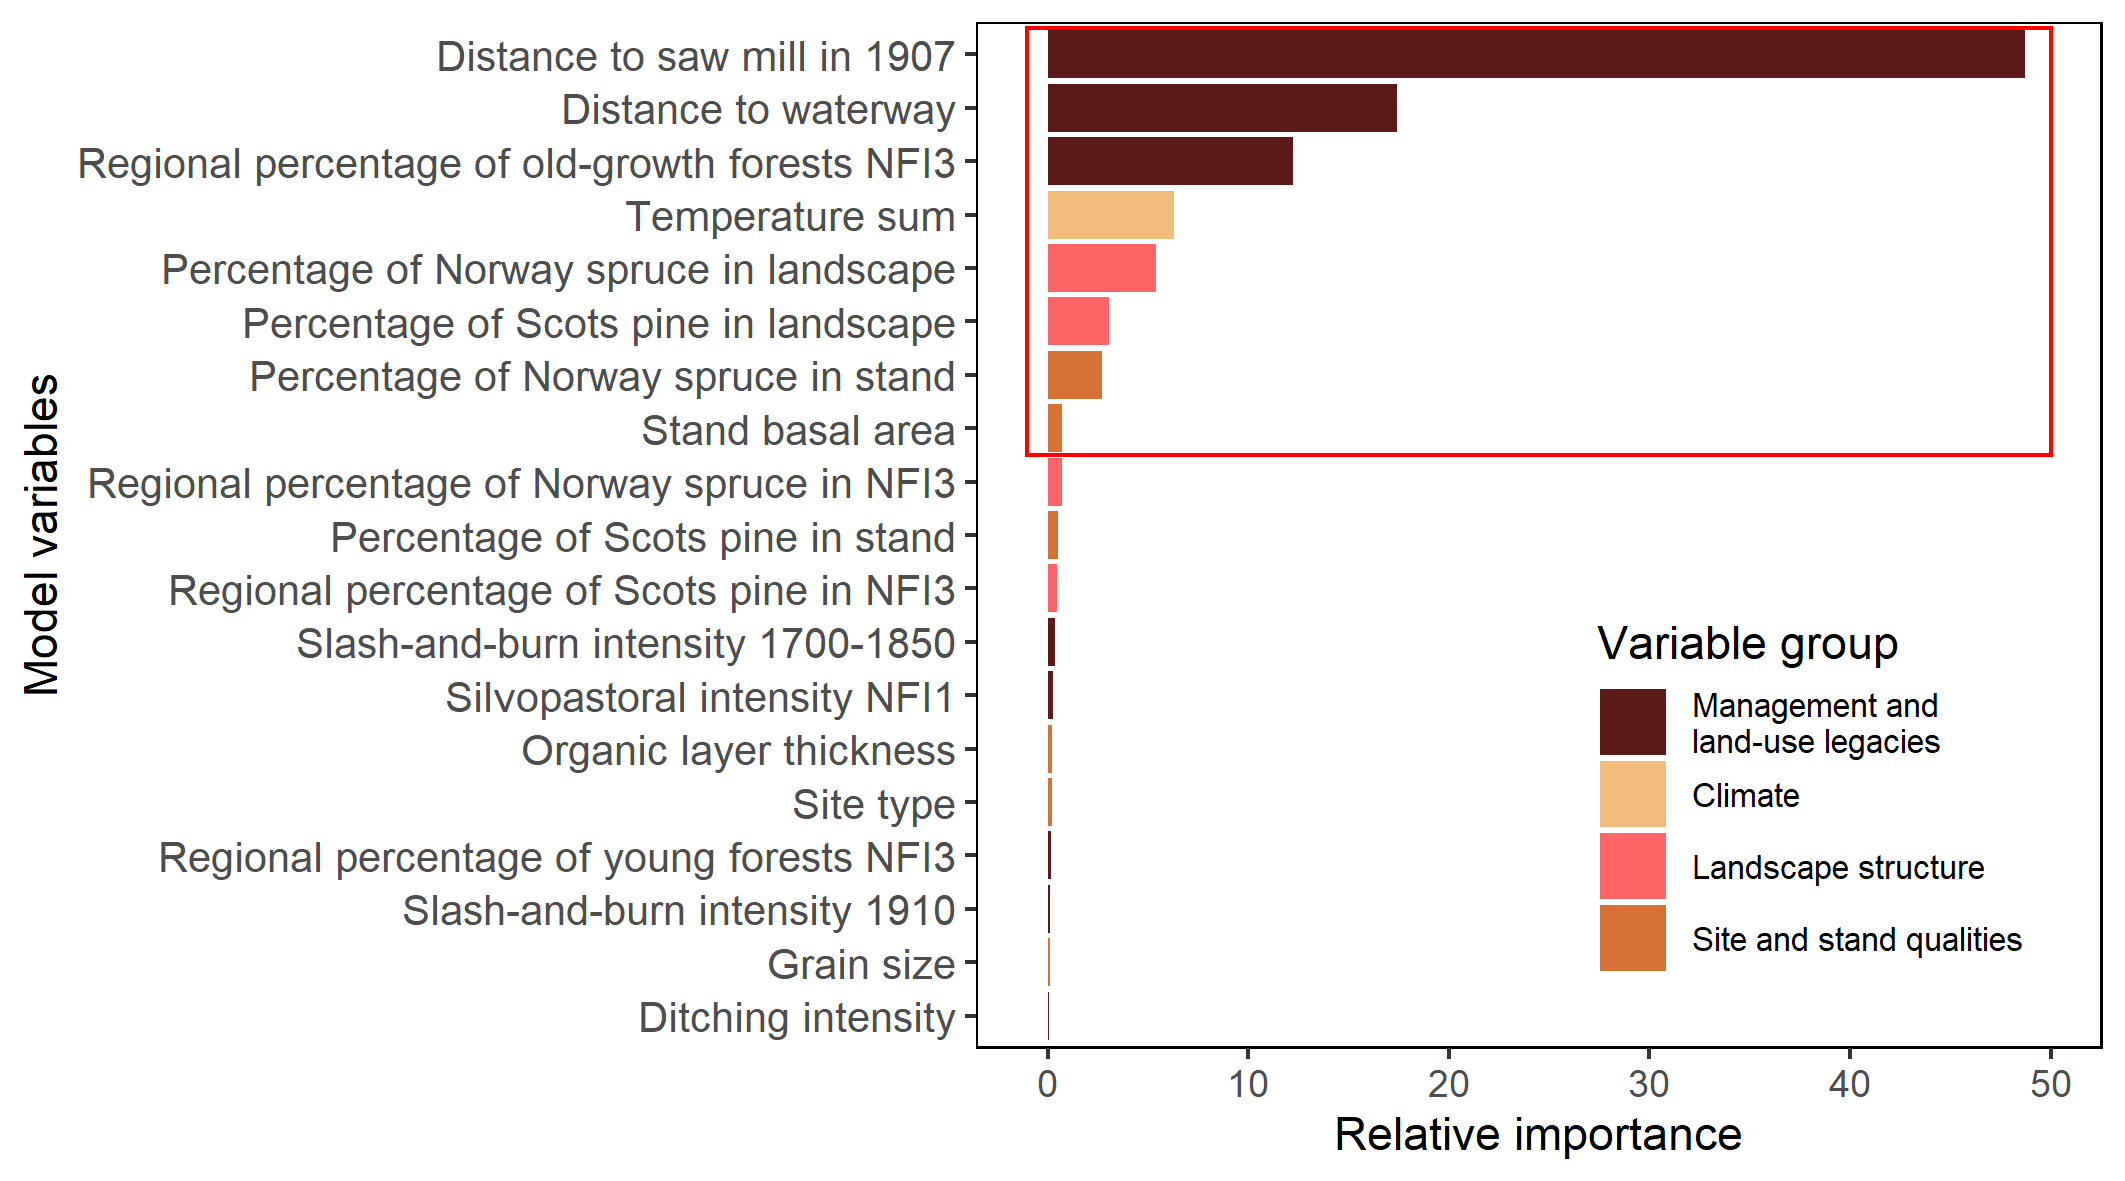 Model variables
Distance to saw mill in 1907
Distance to waterway
Regional percentage of old-growth forests NFI3
Temperature sum
Percentage of Norway spruce in landscape
Percentage of Scots pine in landscape
Percentage of Norway spruce in stand
Stand basal area
Regional percentage of Norway spruce in NFI3
Percentage of Scots pine in stand
Regional percentage of Scots pine in NFI3
Slash-and-burn intensity 1700-1850
Silvopastoral intensity NFI1
Organic layer thickness
Site type
Regional percentage of young forests NFI3
Slash-and-burn intensity 1910
Grain size
Ditching intensity
Variable group
Management and
land-use legacies
Climate
Landscape structure
Site and stand qualities
0 10 20 30 40 50
Relative importance